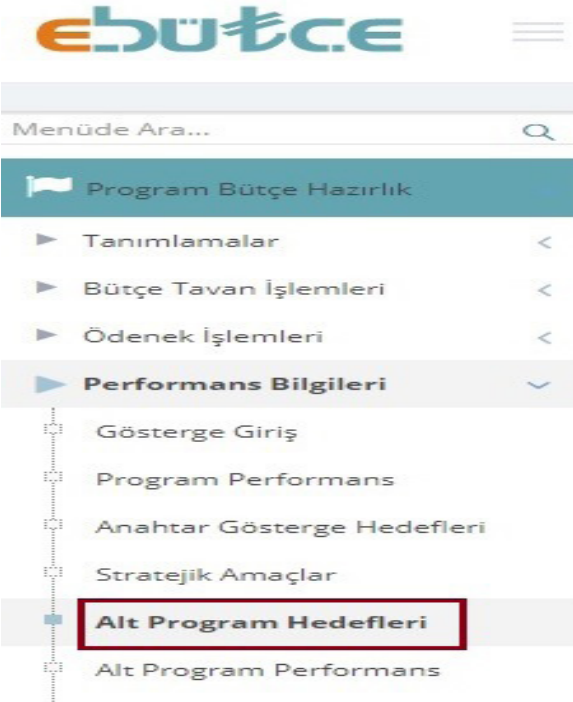 ebütçe
Menüde Ara...
Program Bütçe Hazırlık
Tanımlamalar
Bütçe Tavan İşlemleri
Ödenek İşlemleri
Performans Bilgileri
Gösterge Giriş
Program Performans
Anahtar Gösterge Hedefleri
Stratejik Amaçlar
Alt Program Hedefleri
Alt Program Performans